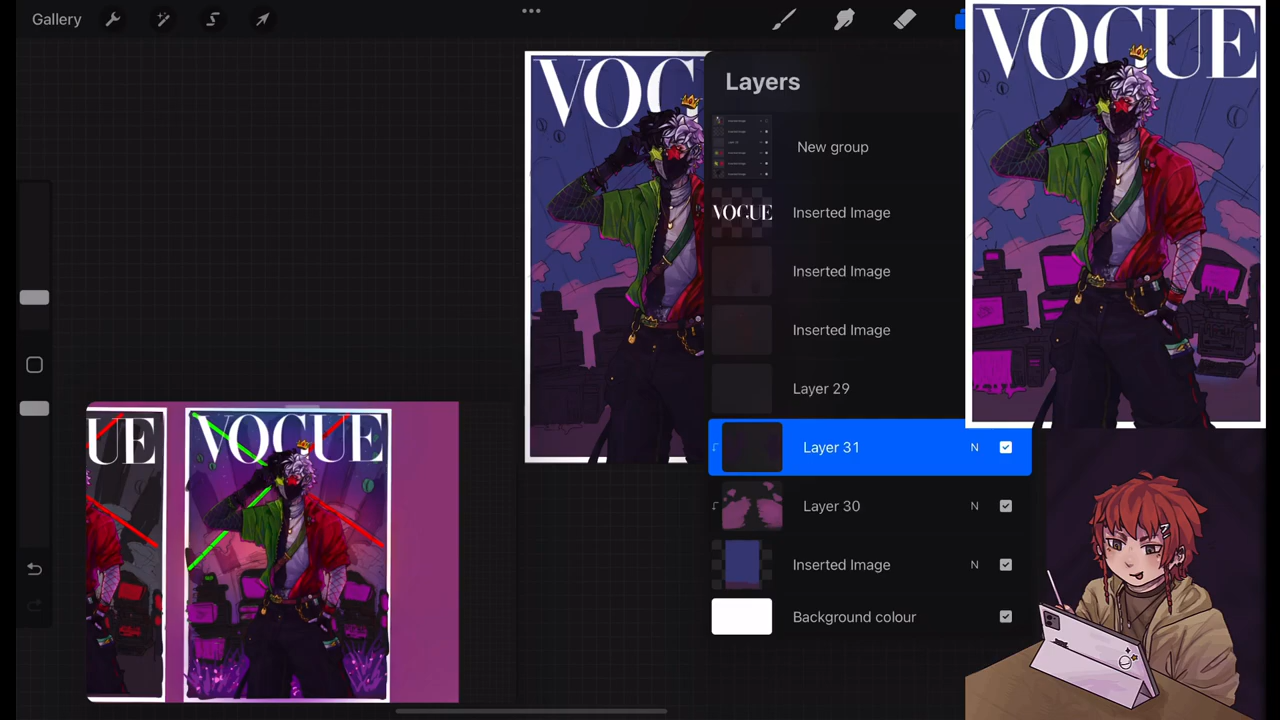 Gallery
VOGUE
VOGU
Layers
New group
VOGUE
Inserted Image
Inserted Image
Inserted Image
Layer 29
Layer 31
N
Layer 30
N
Inserted Image
N
Background colour
UE
VOGUE